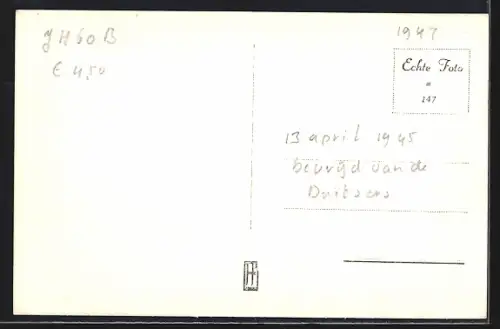 JH60B
€ 4,50
1947
Echte Foto
*
147
13 april 1945
bevrijd van de
Duitsers